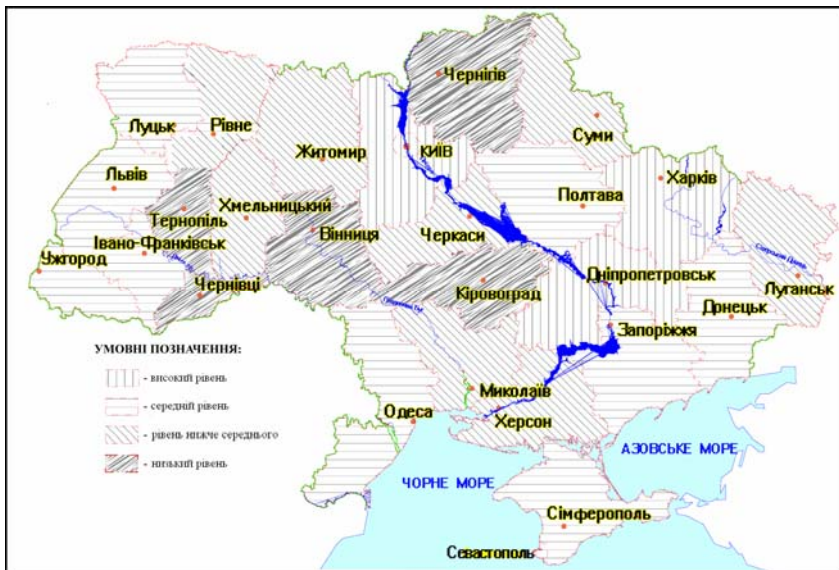 Чернігів
Суми
Луцьк
Рівне
Житомир
КИЇВ
Харків
Львів
Полтава
Тернопіль
Хмельницький
Вінниця
Черкаси
Івано-Франківськ
Ужгород
Чернівці
Кіровоград
Дніпропетровськ
Луганськ
Донецьк
Запоріжжя
УМОВНІ ПОЗНАЧЕННЯ:
- високий рівень
- середній рівень
- рівень нижче середнього
- низький рівень
Миколаїв
Одеса
Херсон
АЗОВСЬКЕ МОРЕ
ЧОРНЕ МОРЕ
Сімферополь
Севастополь